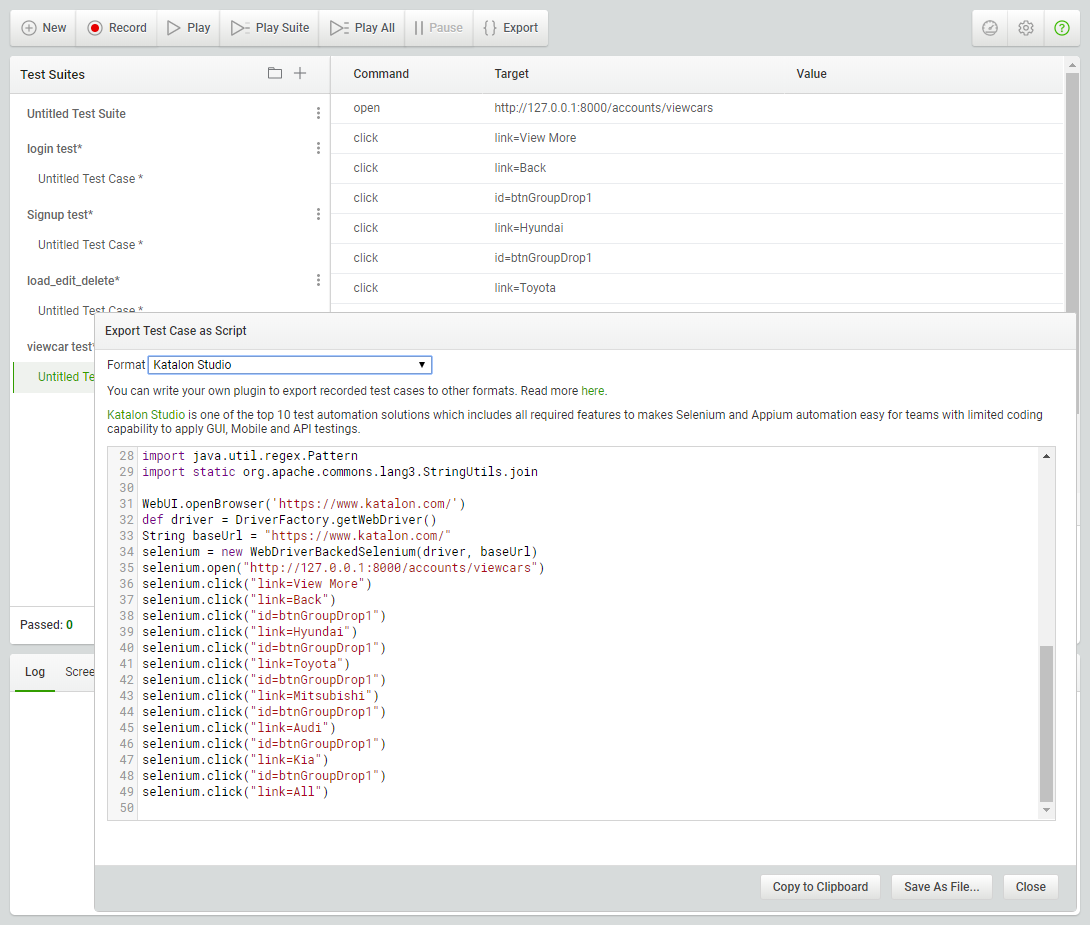 New Record Play Play Suite Play All Pause { } Export
Test Suites
Command Target Value
Untitled Test Suite
open http://127.0.0.1:8000/accounts/viewcars
login test*
click link=View More
Untitled Test Case *
click link=Back
Signup test*
click id=btnGroupDrop1
Untitled Test Case *
click link=Hyundai
load_edit_delete*
click id=btnGroupDrop1
Untitled Test Case *
click link=Toyota
viewcar test*
Untitled Te
Passed: 0
Log Scree
Export Test Case as Script
Format Katalon Studio
You can write your own plugin to export recorded test cases to other formats. Read more here.
Katalon Studio is one of the top 10 test automation solutions which includes all required features to makes Selenium and Appium automation easy for teams with limited coding
capability to apply GUI, Mobile and API testings.
28 import java.util.regex.Pattern
29 import static org.apache.commons.lang3.StringUtils.join
30
31 WebUI.openBrowser('https://www.katalon.com/')
32 def driver = DriverFactory.getWebDriver()
33 String baseUrl = "https://www.katalon.com/"
34 selenium = new WebDriverBackedSelenium(driver, baseUrl)
35 selenium.open("http://127.0.0.1:8000/accounts/viewcars")
36 selenium.click("link=View More")
37 selenium.click("link=Back")
38 selenium.click("id=btnGroupDrop1")
39 selenium.click("link=Hyundai")
40 selenium.click("id=btnGroupDrop1")
41 selenium.click("link=Toyota")
42 selenium.click("id=btnGroupDrop1")
43 selenium.click("link=Mitsubishi")
44 selenium.click("id=btnGroupDrop1")
45 selenium.click("link=Audi")
46 selenium.click("id=btnGroupDrop1")
47 selenium.click("link=Kia")
48 selenium.click("id=btnGroupDrop1")
49 selenium.click("link=All")
50
Copy to Clipboard Save As File... Close